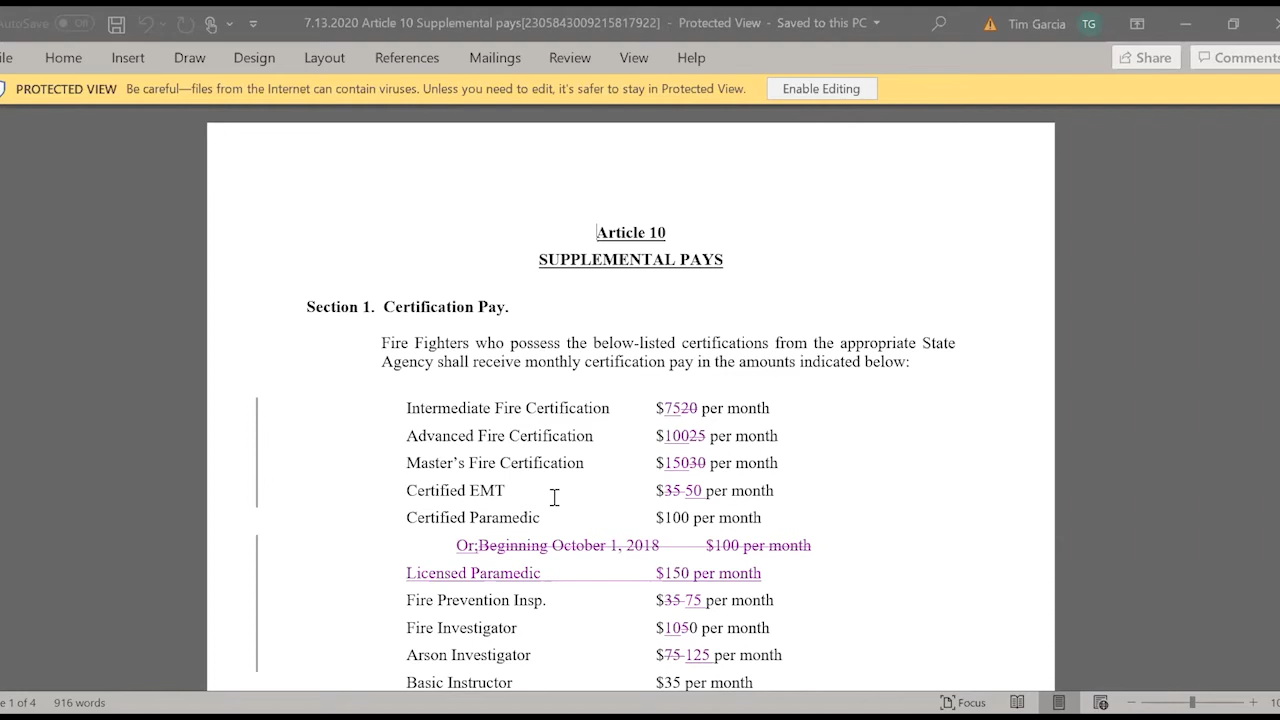 AutoSave Off 7.13.2020 Article 10 Supplemental pays[2305843009215817922] - Protected View - Saved to this PC Tim Garcia TG
ile Home Insert Draw Design Layout References Mailings Review View Help Share Comments
PROTECTED VIEW Be careful—files from the Internet can contain viruses. Unless you need to edit, it's safer to stay in Protected View. Enable Editing
Article 10
SUPPLEMENTAL PAYS
Section 1. Certification Pay.
Fire Fighters who possess the below-listed certifications from the appropriate State
Agency shall receive monthly certification pay in the amounts indicated below:
Intermediate Fire Certification $7520 per month
Advanced Fire Certification $10025 per month
Master's Fire Certification $15030 per month
Certified EMT $35 50 per month
Certified Paramedic $100 per month
Or;Beginning October 1, 2018 $100 per month
Licensed Paramedic $150 per month
Fire Prevention Insp. $35 75 per month
Fire Investigator $1050 per month
Arson Investigator $75 125 per month
Basic Instructor $35 per month
e 1 of 4 916 words Focus 10